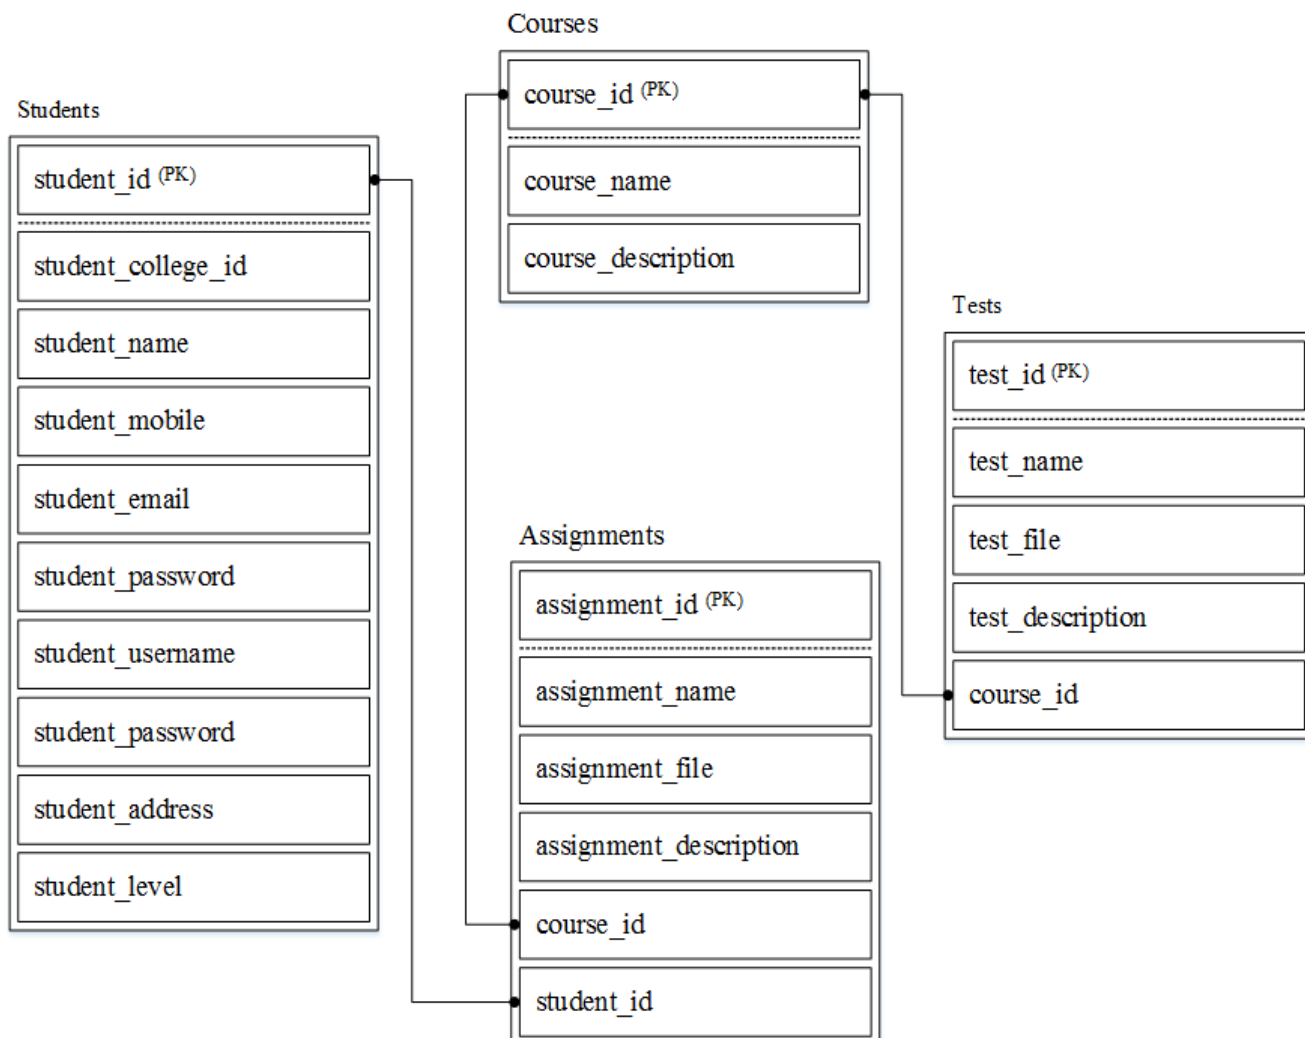 Students
student_id (PK)
student_college_id
student_name
student_mobile
student_email
student_password
student_username
student_password
student_address
student_level
Courses
course_id (PK)
course_name
course_description
Assignments
assignment_id (PK)
assignment_name
assignment_file
assignment_description
course_id
student_id
Tests
test_id (PK)
test_name
test_file
test_description
course_id